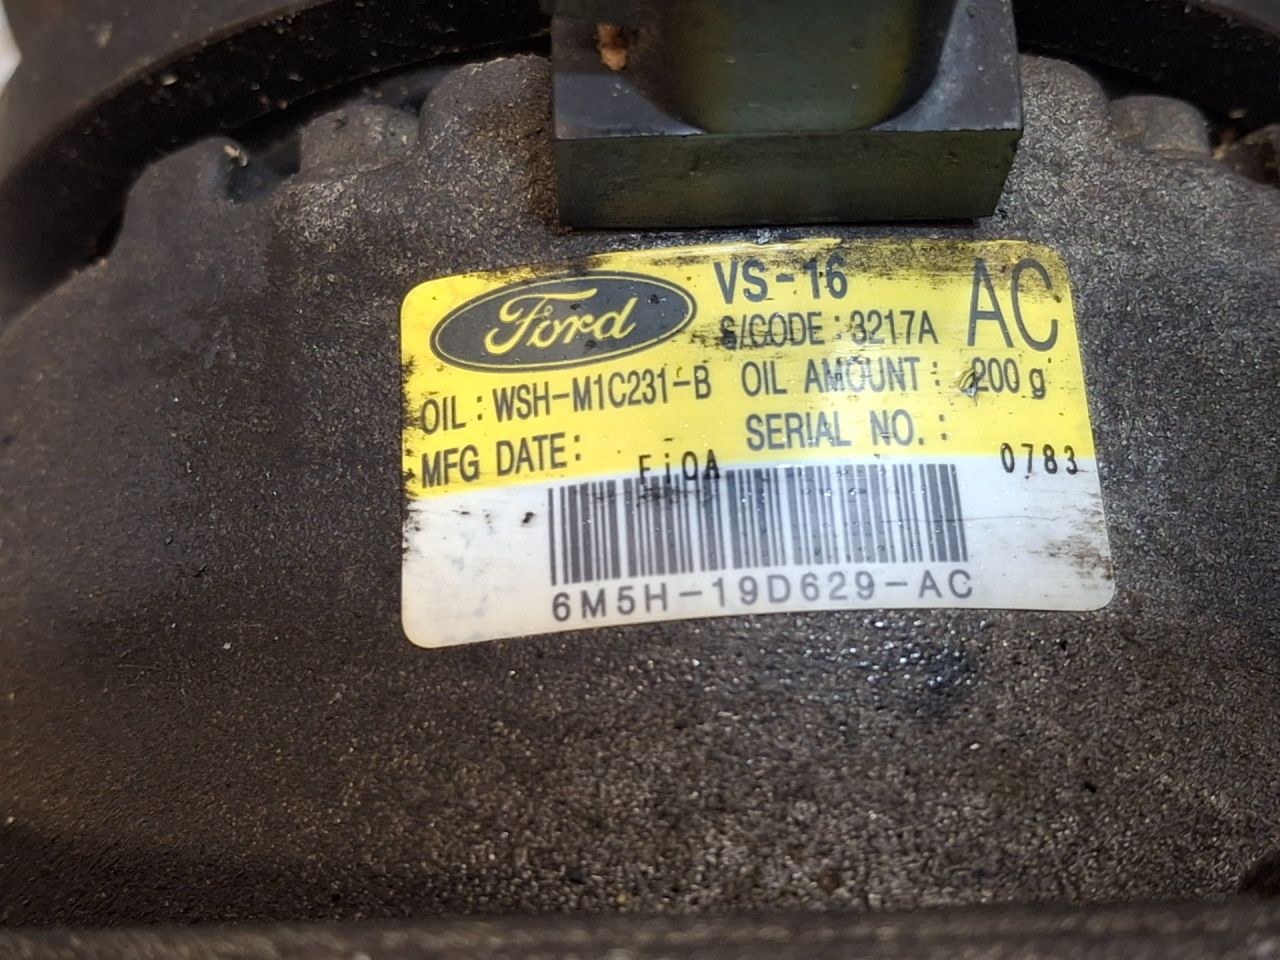 Ford VS-16 AC
S/CODE : 3217A
OIL : WSH-M1C231-B OIL AMOUNT : 200 g
MFG DATE : FiQA SERIAL NO. : 0783
6M5H-19D629-AC